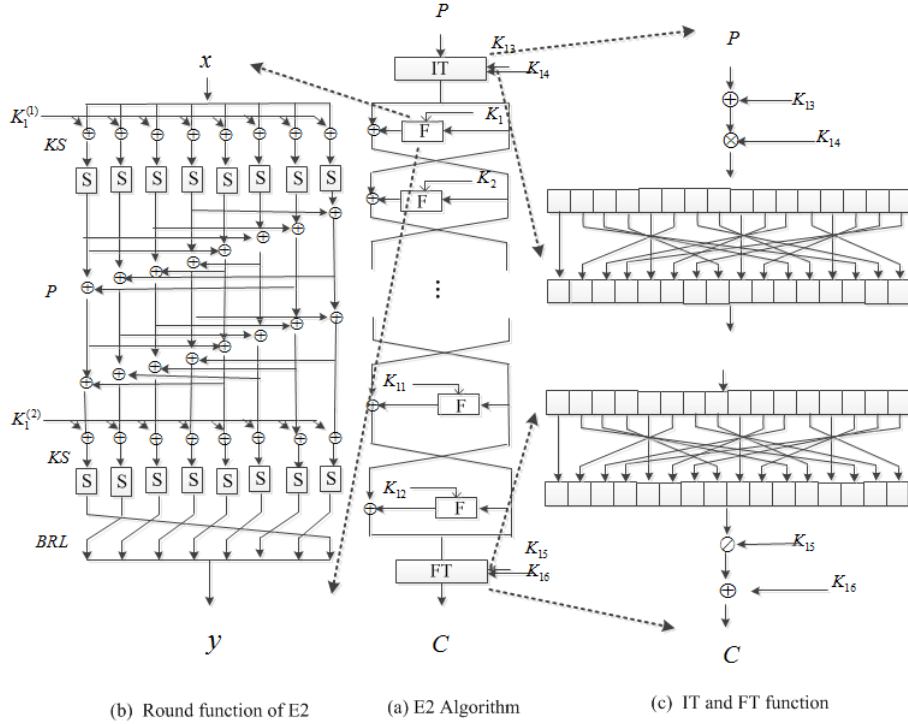 P
IT
K₁₃
K₁₄
K₁
F
K₂
F
⋮
K₁₁
F
K₁₂
F
K₁₅
K₁₆
FT
C
x
K₁⁽¹⁾
KS
S S S S S S S S
P
K₁⁽²⁾
KS
S S S S S S S S
BRL
y
P
K₁₃
K₁₄
K₁₅
K₁₆
C
(b) Round function of E2
(a) E2 Algorithm
(c) IT and FT function